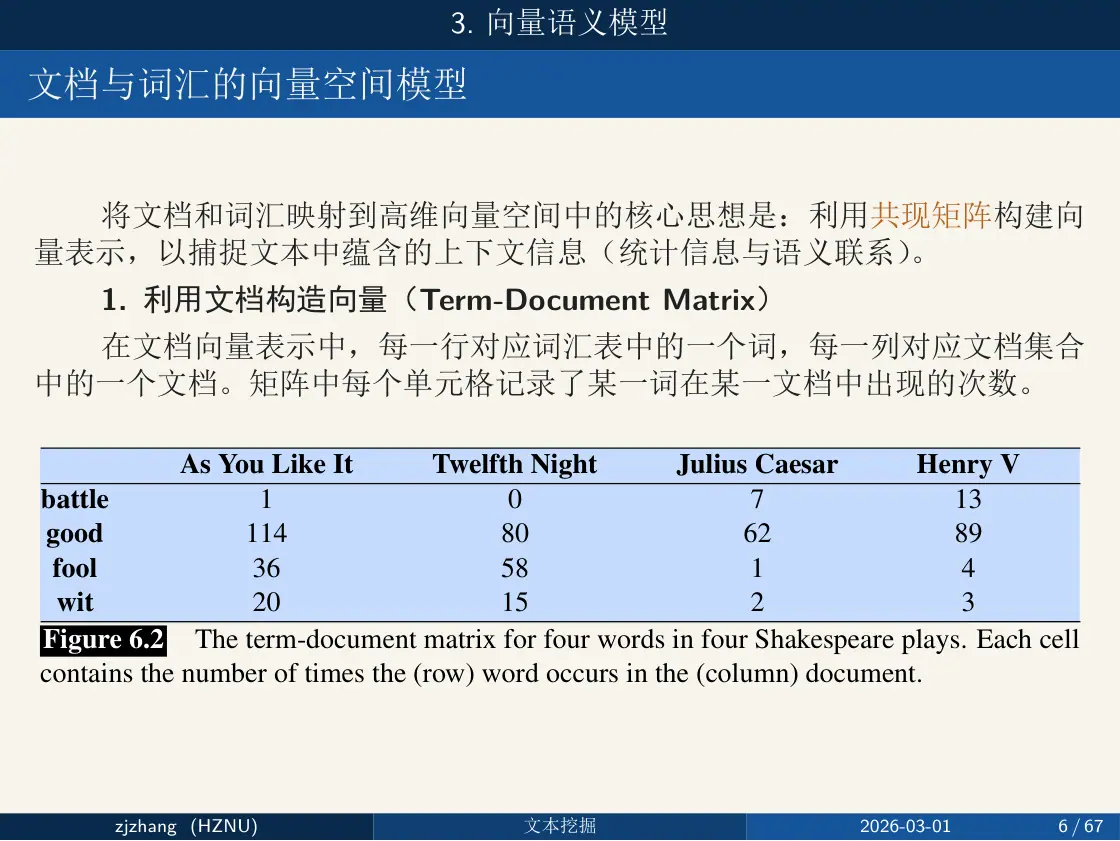 3. 向量语义模型
文档与词汇的向量空间模型
将文档和词汇映射到高维向量空间中的核心思想是：利用共现矩阵构建向
量表示，以捕捉文本中蕴含的上下文信息（统计信息与语义联系）。
1. 利用文档构造向量（Term-Document Matrix）
在文档向量表示中，每一行对应词汇表中的一个词，每一列对应文档集合
中的一个文档。矩阵中每个单元格记录了某一词在某一文档中出现的次数。
As You Like It Twelfth Night Julius Caesar Henry V
battle 1 0 7 13
good 114 80 62 89
fool 36 58 1 4
wit 20 15 2 3
Figure 6.2 The term-document matrix for four words in four Shakespeare plays. Each cell
contains the number of times the (row) word occurs in the (column) document.
zjzhang (HZNU) 文本挖掘 2026-03-01 6 / 67